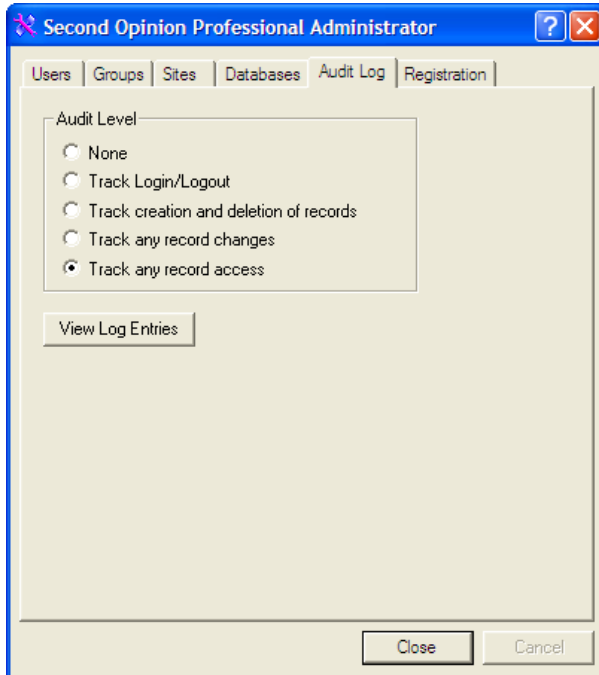 Second Opinion Professional Administrator ?
Users Groups Sites Databases Audit Log Registration
Audit Level
None
Track Login/Logout
Track creation and deletion of records
Track any record changes
Track any record access
View Log Entries
Close Cancel